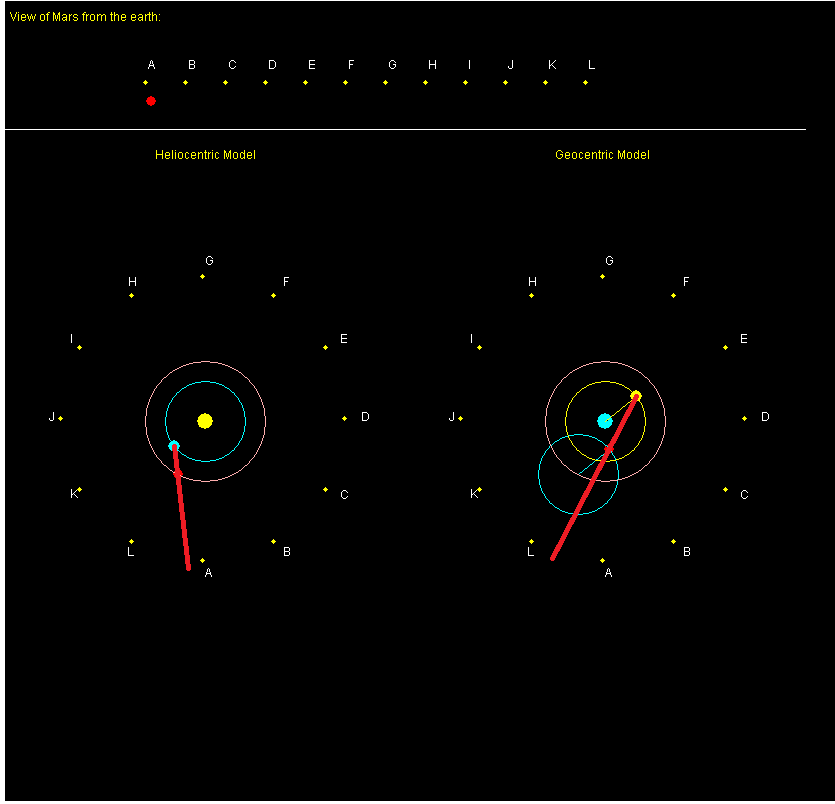 View of Mars from the earth:
A B C D E F G H I J K L
Heliocentric Model
Geocentric Model
G
H
F
I
E
J
D
K
C
L
B
A
G
H
F
I
E
J
D
K
C
L
B
A